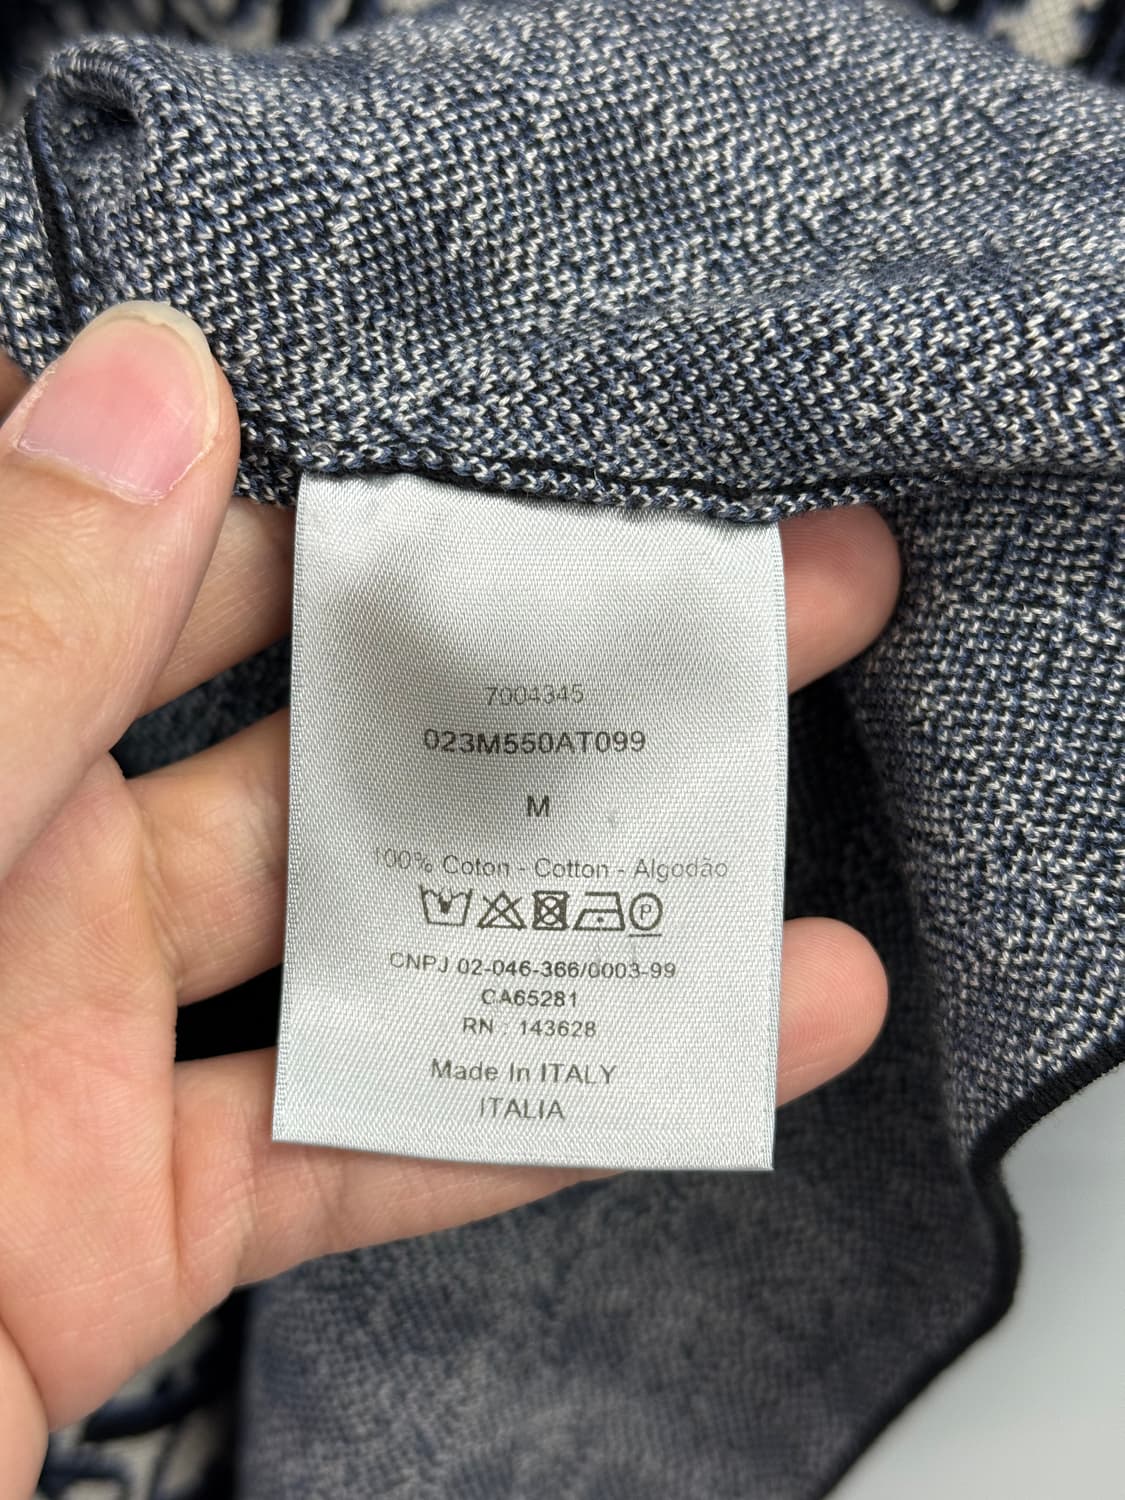 7004345
023M550AT099
M
100% Coton - Cotton - Algodão
P
CNPJ 02-046-366/0003-99
CA65281
RN : 143628
Made In ITALY
ITALIA